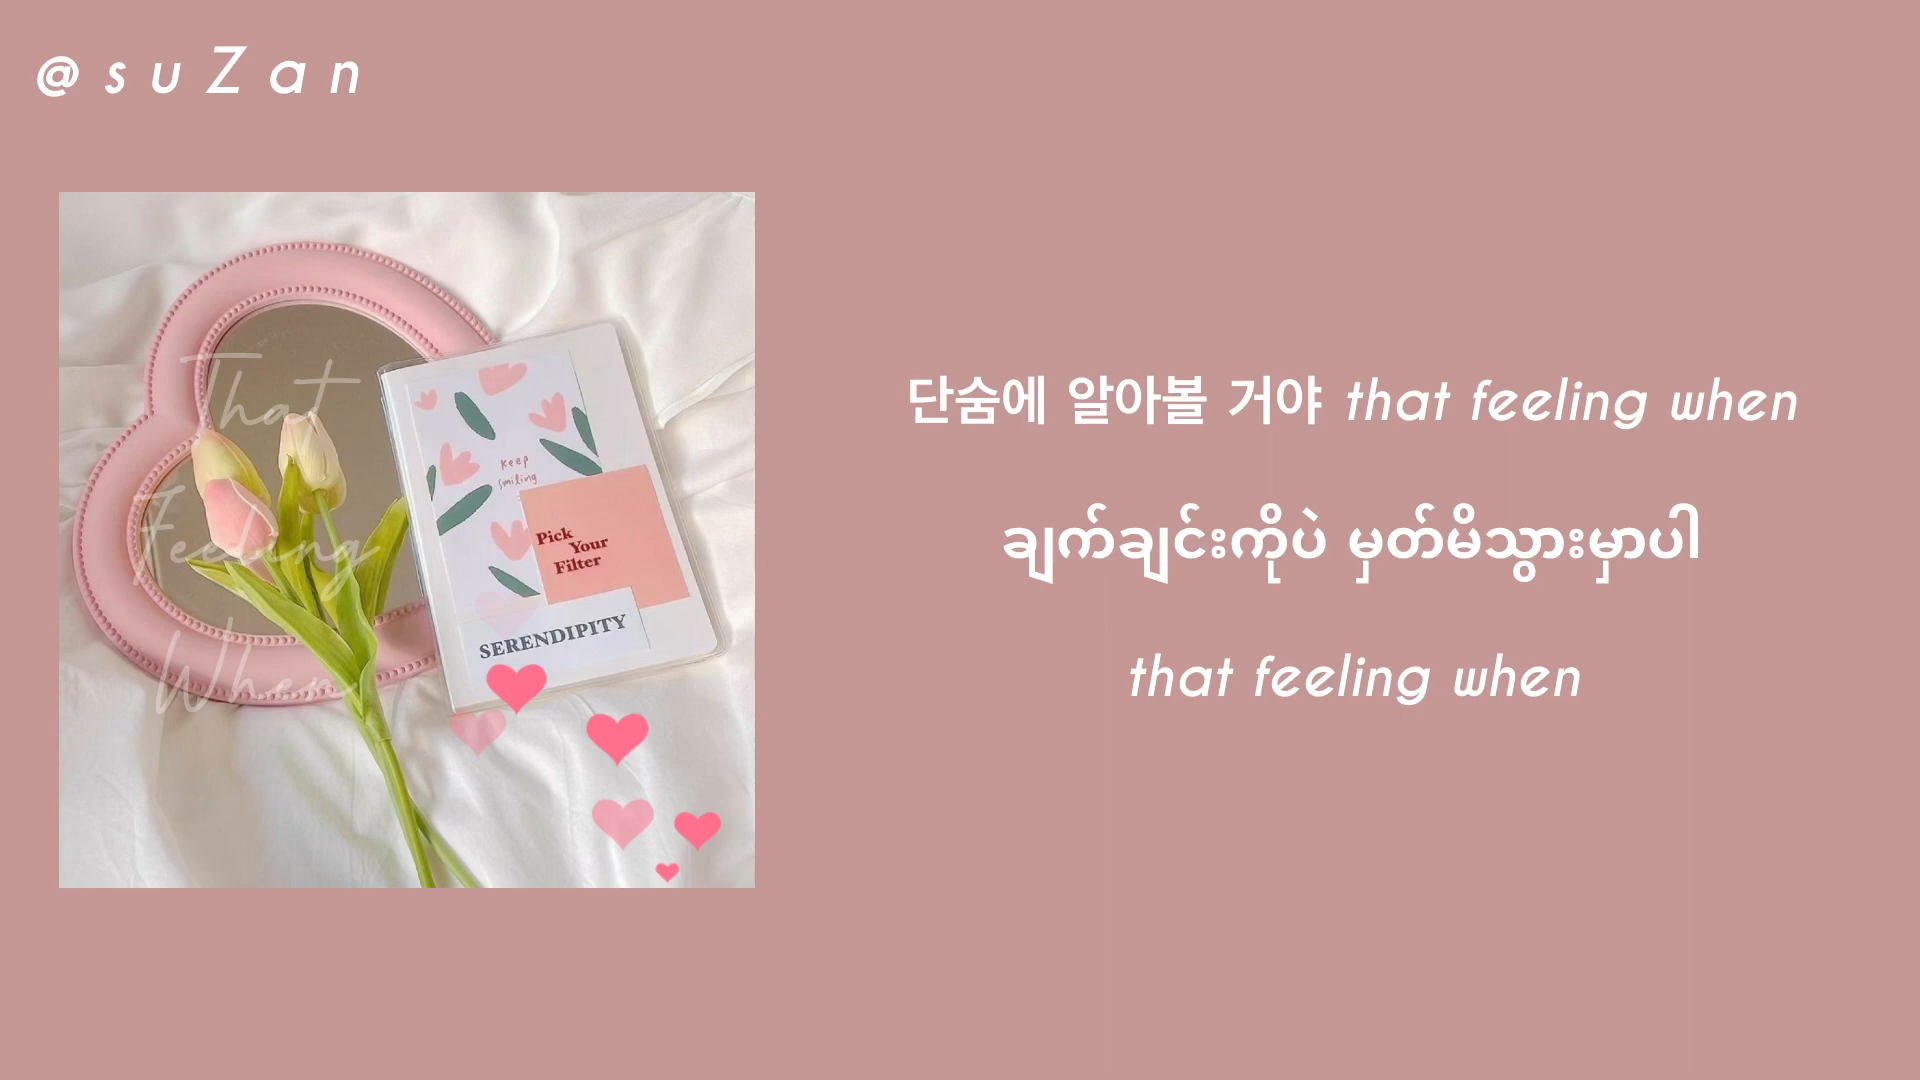 @suZan
That
Feeling
When
keep
smiling
Pick
Your
Filter
SERENDIPITY
단숨에 알아볼 거야 that feeling when
ချက်ချင်းကိုပဲ မှတ်မိသွားမှာပါ
that feeling when